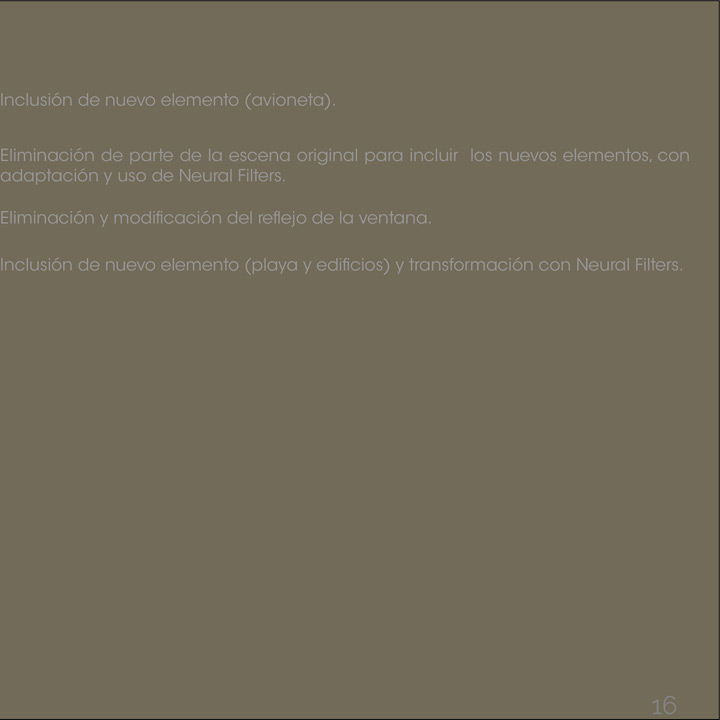 Inclusión de nuevo elemento (avioneta).
Eliminación de parte de la escena original para incluir los nuevos elementos, con
adaptación y uso de Neural Filters.
Eliminación y modificación del reflejo de la ventana.
Inclusión de nuevo elemento (playa y edificios) y transformación con Neural Filters.
16